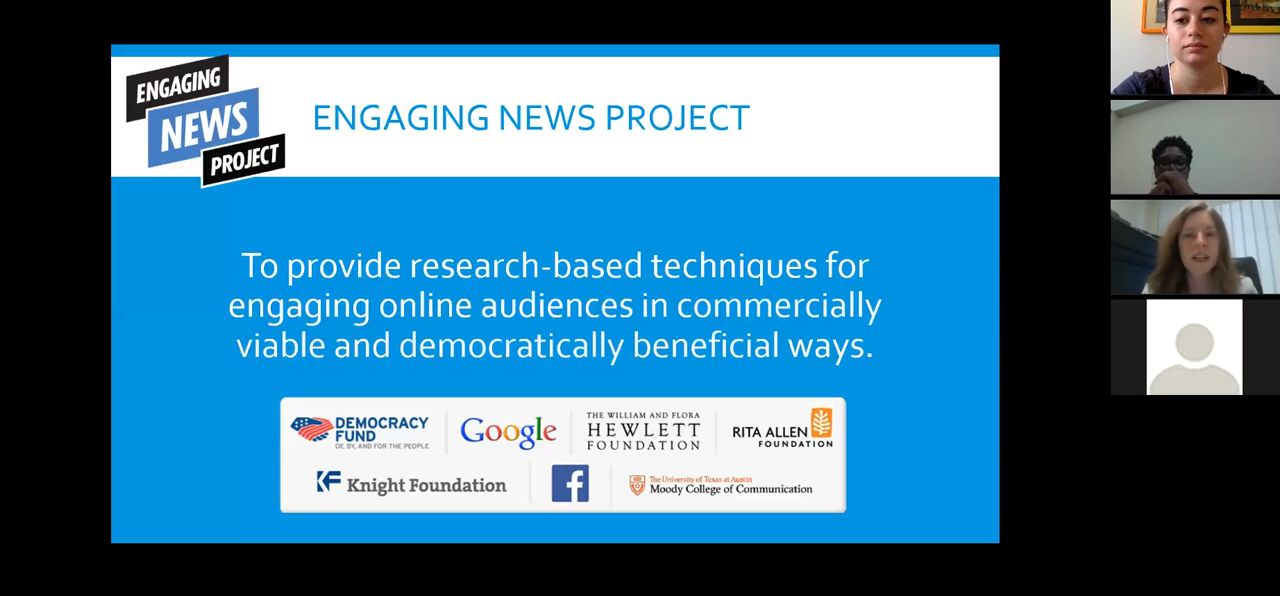 ENGAGING
NEWS
PROJECT
ENGAGING NEWS PROJECT
To provide research-based techniques for
engaging online audiences in commercially
viable and democratically beneficial ways.
DEMOCRACY
FUND
OF, BY, AND FOR THE PEOPLE
Google
THE WILLIAM AND FLORA
HEWLETT
FOUNDATION
RITA ALLEN
FOUNDATION
KF Knight Foundation
f
The University of Texas at Austin
Moody College of Communication